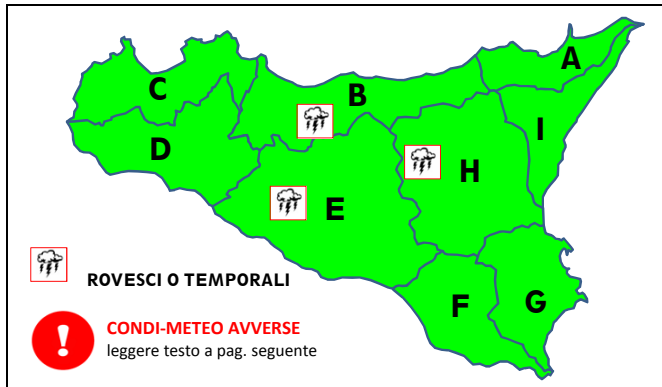 A
B
C
I
D
H
E
ROVESCI O TEMPORALI
F
G
CONDI-METEO AVVERSE
leggere testo a pag. seguente